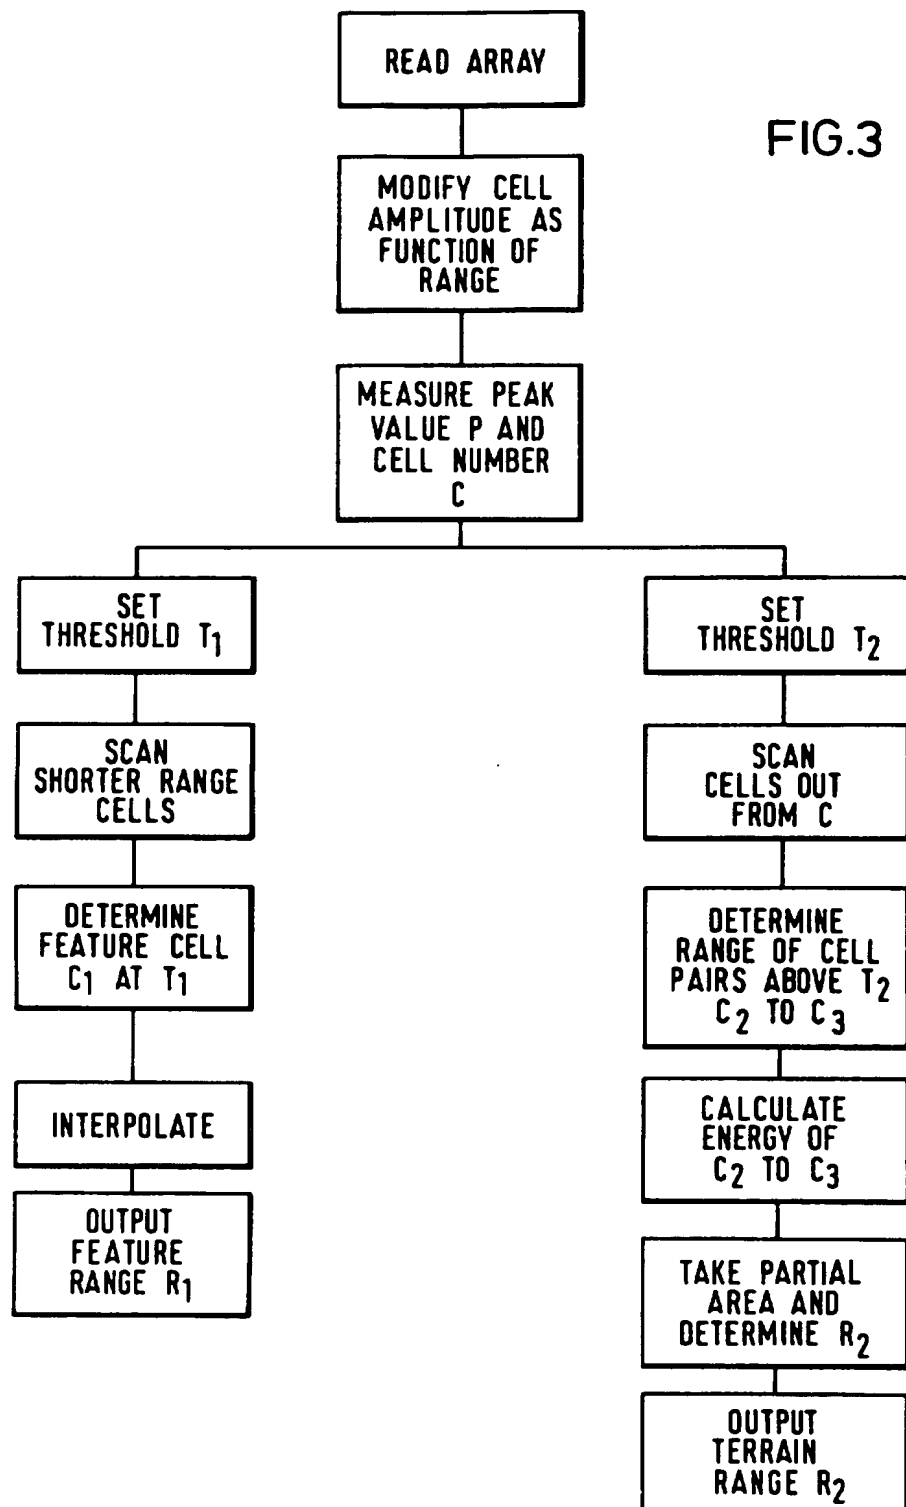 READ ARRAY
FIG.3
MODIFY CELL
AMPLITUDE AS
FUNCTION OF
RANGE
MEASURE PEAK
VALUE P AND
CELL NUMBER
C
SET
THRESHOLD T1
SCAN
SHORTER RANGE
CELLS
DETERMINE
FEATURE CELL
C1 AT T1
INTERPOLATE
OUTPUT
FEATURE
RANGE R1
SET
THRESHOLD T2
SCAN
CELLS OUT
FROM C
DETERMINE
RANGE OF CELL
PAIRS ABOVE T2
C2 TO C3
CALCULATE
ENERGY OF
C2 TO C3
TAKE PARTIAL
AREA AND
DETERMINE R2
OUTPUT
TERRAIN
RANGE R2